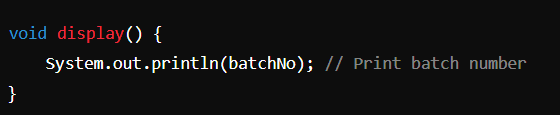 void display() {
    System.out.println(batchNo); // Print batch number
}